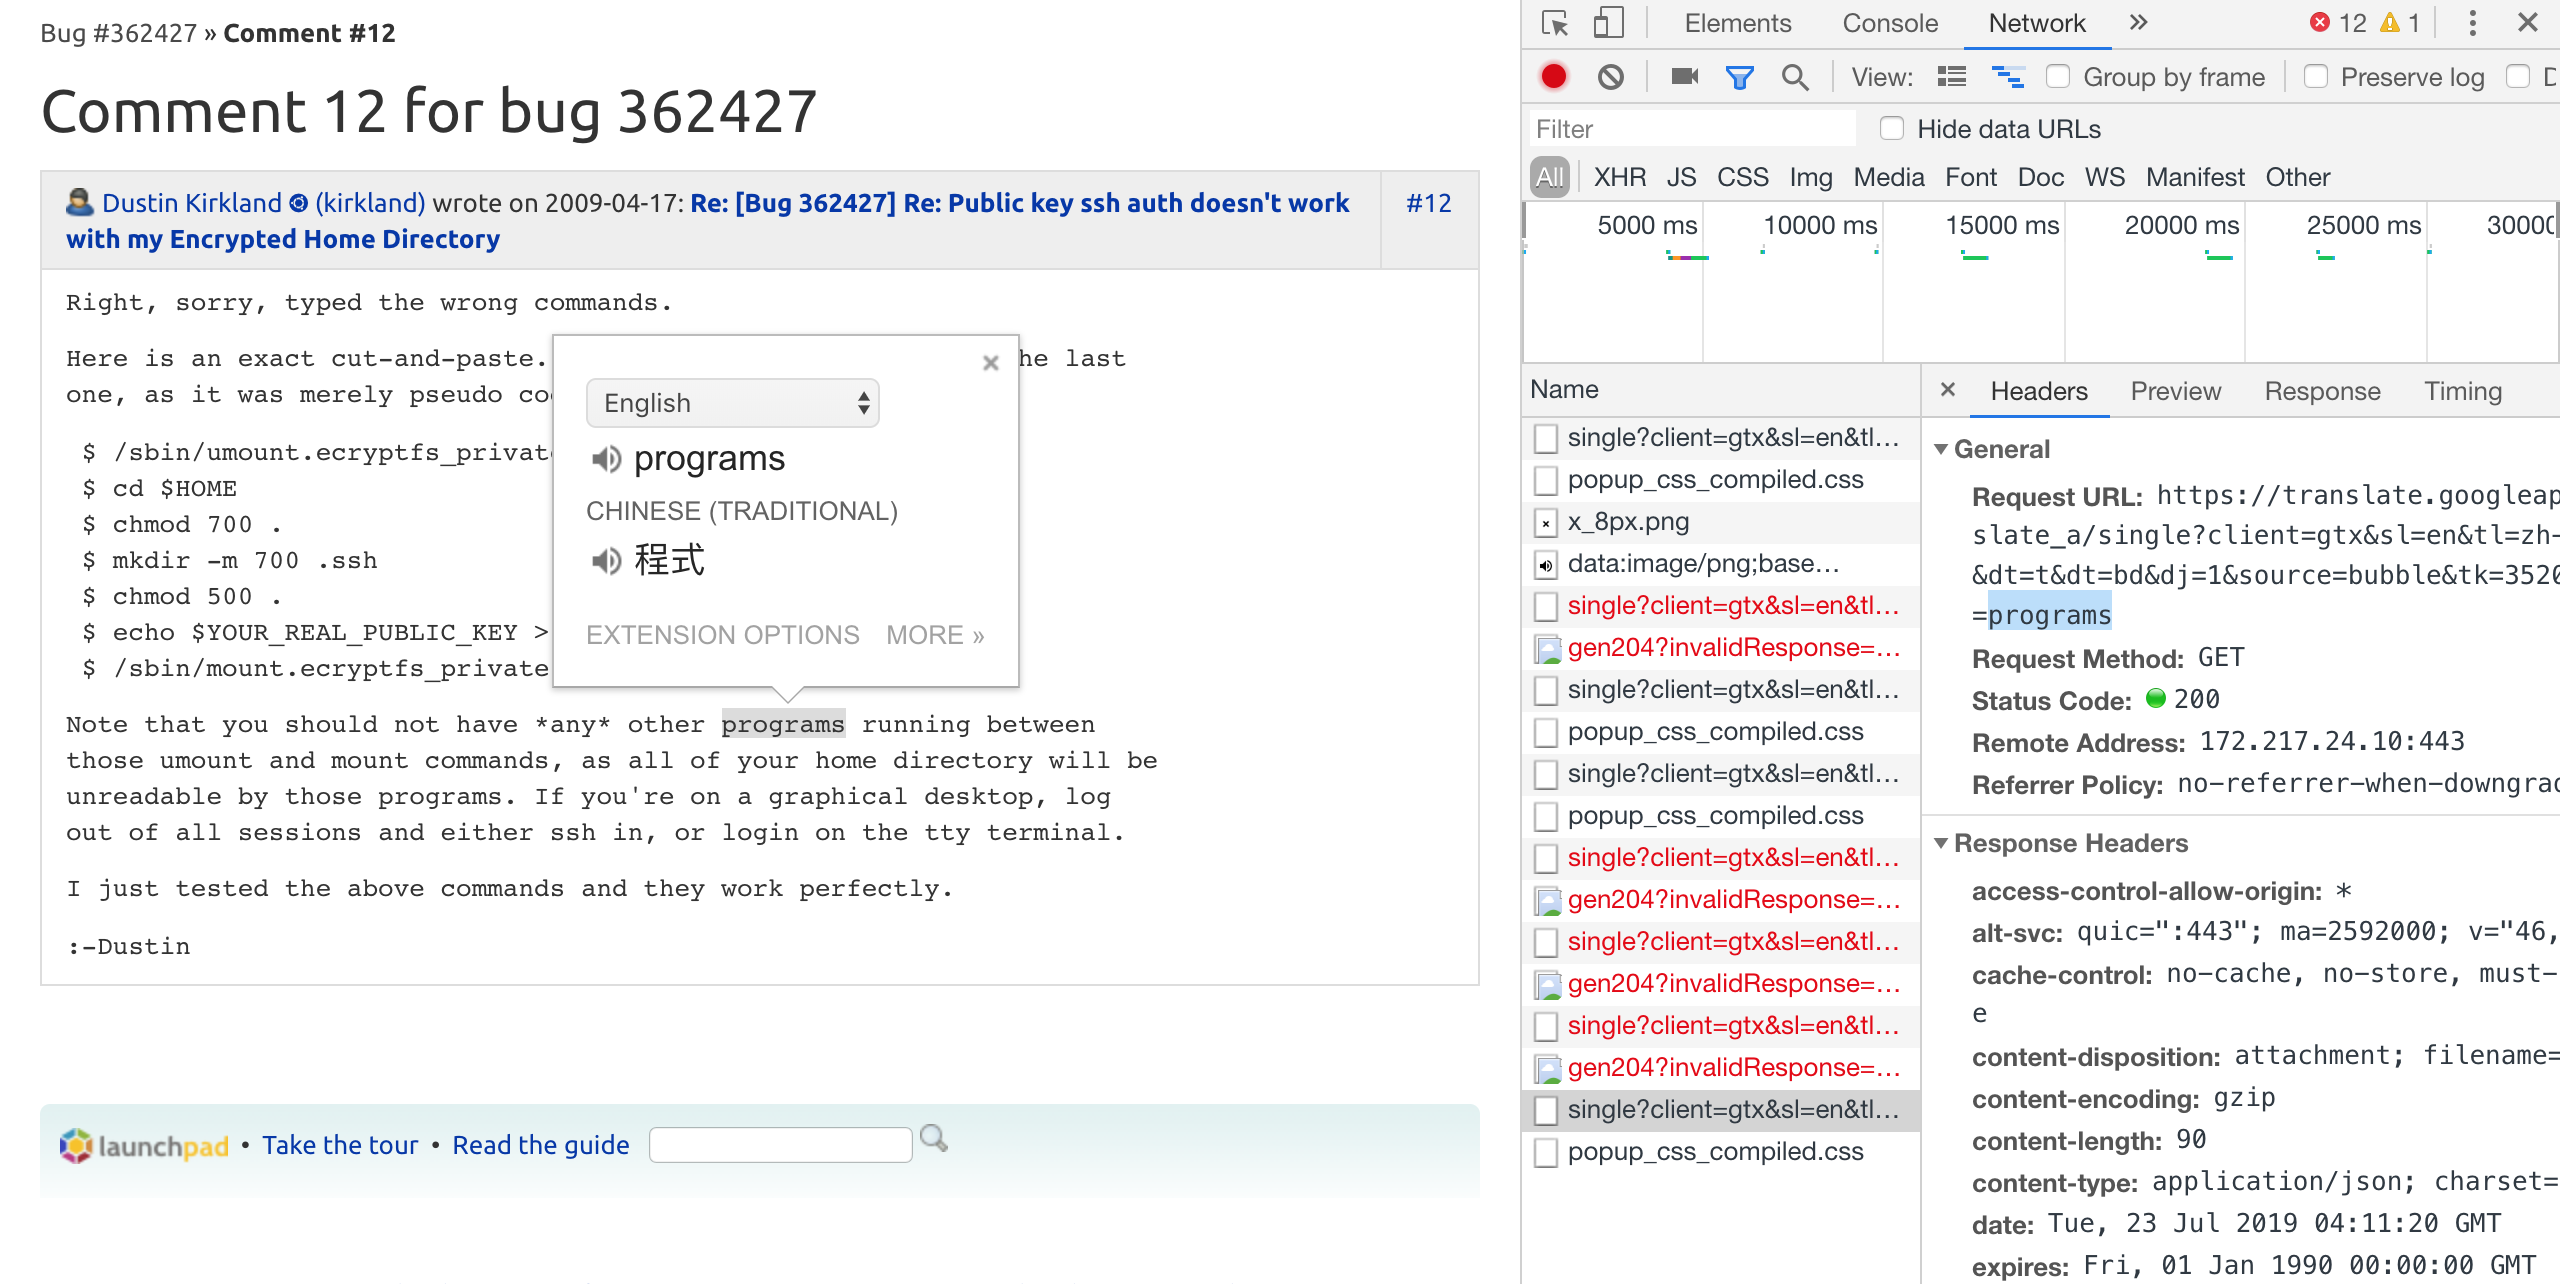 Bug #362427 » Comment #12
Comment 12 for bug 362427
Dustin Kirkland (kirkland) wrote on 2009-04-17: Re: [Bug 362427] Re: Public key ssh auth doesn't work
with my Encrypted Home Directory
#12
Right, sorry, typed the wrong commands.
Here is an exact cut-and-paste. he last
one, as it was merely pseudo co
$ /sbin/umount.ecryptfs_privat
$ cd $HOME
$ chmod 700 .
$ mkdir -m 700 .ssh
$ chmod 500 .
$ echo $YOUR_REAL_PUBLIC_KEY >
$ /sbin/mount.ecryptfs_private
Note that you should not have *any* other programs running between
those umount and mount commands, as all of your home directory will be
unreadable by those programs. If you're on a graphical desktop, log
out of all sessions and either ssh in, or login on the tty terminal.
I just tested the above commands and they work perfectly.
:-Dustin
×
English
programs
CHINESE (TRADITIONAL)
程式
EXTENSION OPTIONS MORE »
launchpad • Take the tour • Read the guide
Elements Console Network » 12 1
View: Group by frame Preserve log D
Filter Hide data URLs
All XHR JS CSS Img Media Font Doc WS Manifest Other
5000 ms 10000 ms 15000 ms 20000 ms 25000 ms 3000
Name
single?client=gtx&sl=en&tl…
popup_css_compiled.css
x_8px.png
data:image/png;base…
single?client=gtx&sl=en&tl…
gen204?invalidResponse=…
single?client=gtx&sl=en&tl…
popup_css_compiled.css
single?client=gtx&sl=en&tl…
popup_css_compiled.css
single?client=gtx&sl=en&tl…
gen204?invalidResponse=…
single?client=gtx&sl=en&tl…
gen204?invalidResponse=…
single?client=gtx&sl=en&tl…
gen204?invalidResponse=…
single?client=gtx&sl=en&tl…
popup_css_compiled.css
× Headers Preview Response Timing
General
Request URL: https://translate.googleap
slate_a/single?client=gtx&sl=en&tl=zh-
&dt=t&dt=bd&dj=1&source=bubble&tk=3520
=programs
Request Method: GET
Status Code: 200
Remote Address: 172.217.24.10:443
Referrer Policy: no-referrer-when-downgrad
Response Headers
access-control-allow-origin: *
alt-svc: quic=":443"; ma=2592000; v="46,
cache-control: no-cache, no-store, must-
e
content-disposition: attachment; filename=
content-encoding: gzip
content-length: 90
content-type: application/json; charset=
date: Tue, 23 Jul 2019 04:11:20 GMT
expires: Fri, 01 Jan 1990 00:00:00 GMT